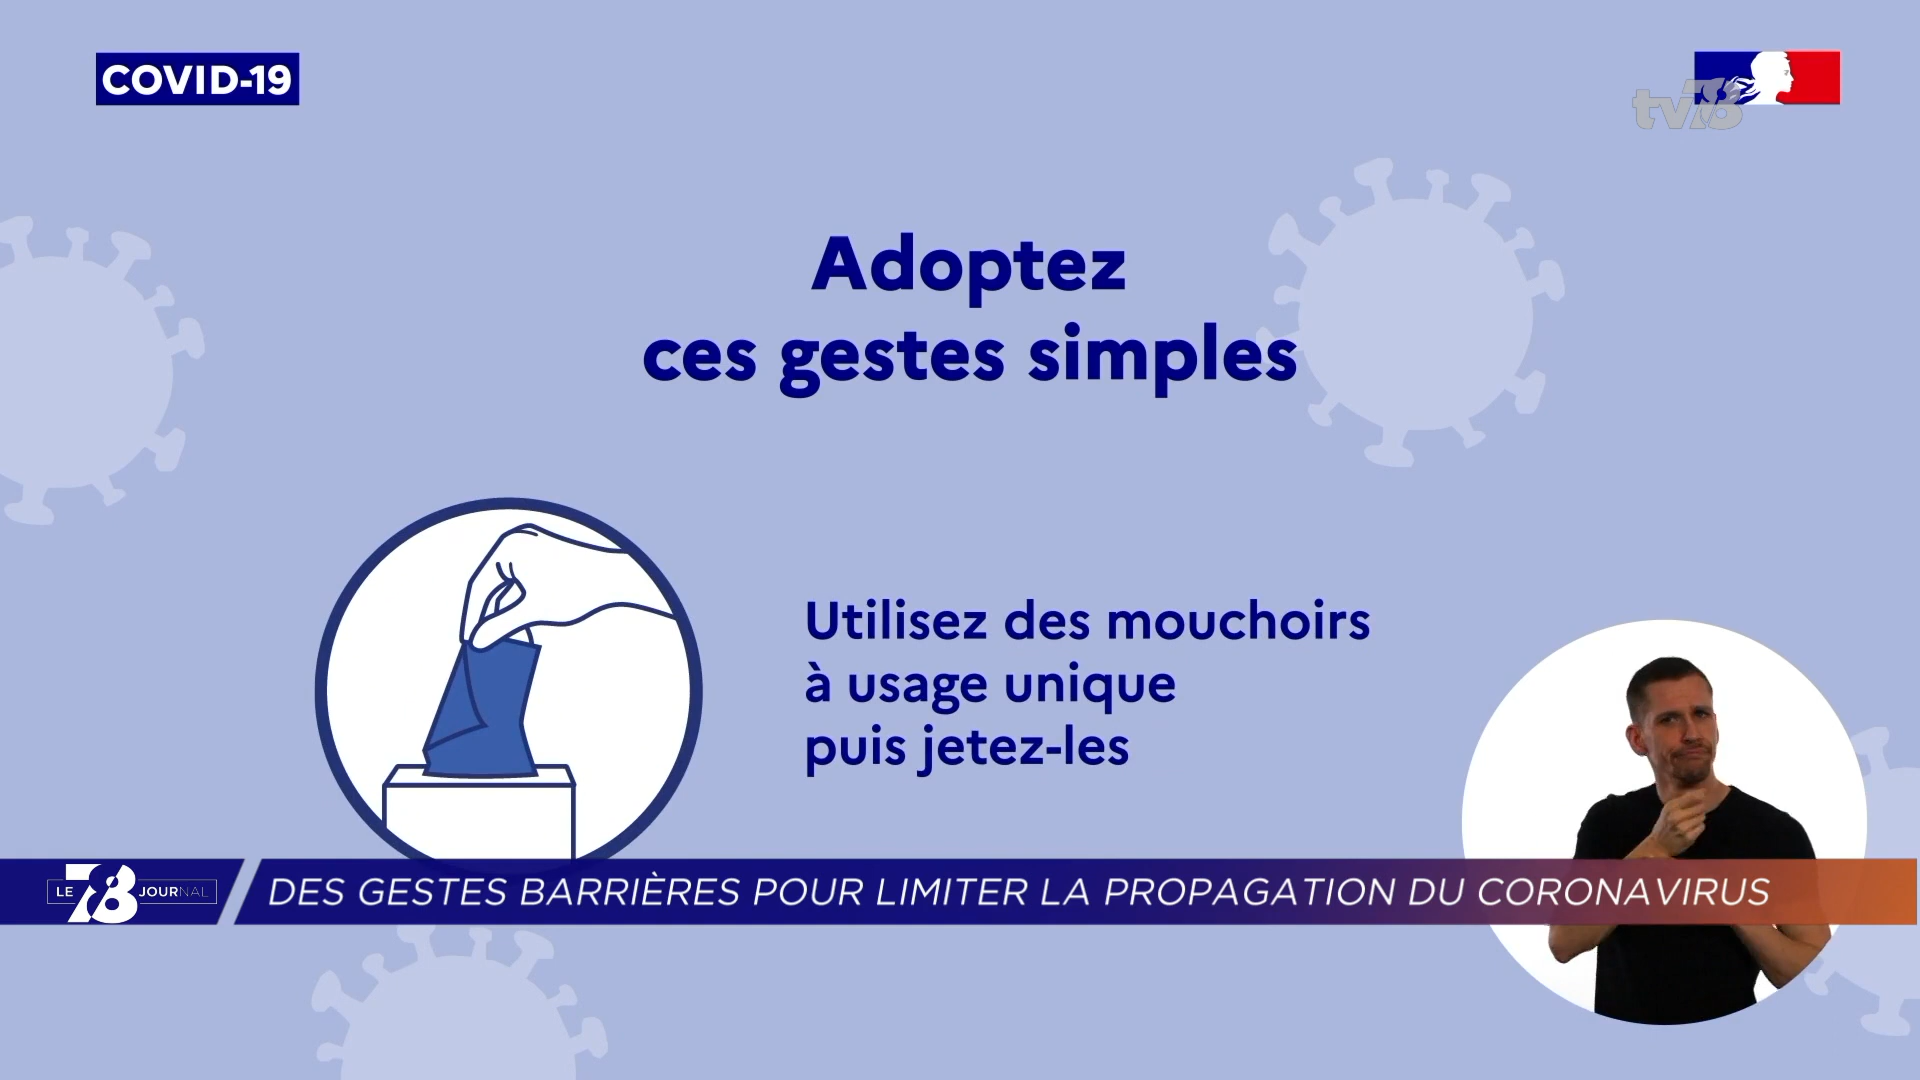 COVID-19
tv78
Adoptez
ces gestes simples
Utilisez des mouchoirs
à usage unique
puis jetez-les
LE 78 JOURNAL
DES GESTES BARRIÈRES POUR LIMITER LA PROPAGATION DU CORONAVIRUS